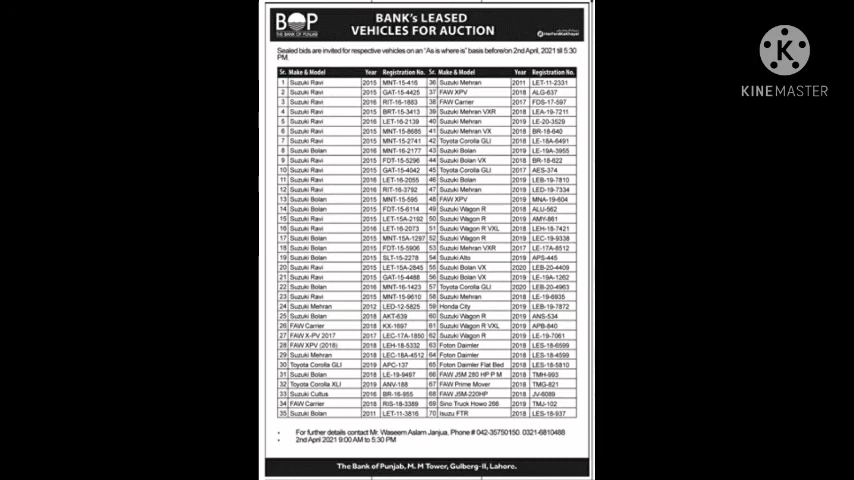 BOP
THE BANK OF PUNJAB
BANK's LEASED
VEHICLES FOR AUCTION
Sealed bids are invited for respective vehicles on an "As is where is" basis before/on 2nd April, 2021 till 5:30
PM.
Sr. Make & Model Year Registration No. Sr. Make & Model Year Registration No.
1 Suzuki Ravi 2015 MNT-15-416 36 Suzuki Mehran 2011 LET-11-2331
2 Suzuki Ravi 2015 GAT-15-4425 37 FAW XPV 2018 ALG-637
3 Suzuki Ravi 2016 RIT-16-1883 38 FAW Carrier 2017 FDS-17-597
4 Suzuki Ravi 2015 BRT-15-3413 39 Suzuki Mehran VXR 2018 LEA-19-7211
5 Suzuki Ravi 2016 LET-16-2139 40 Suzuki Mehran 2019 LE-20-3529
6 Suzuki Ravi 2015 MNT-15-8685 41 Suzuki Mehran VX 2018 BR-18-640
7 Suzuki Ravi 2015 MNT-15-2741 42 Toyota Corolla GLI 2018 LE-18A-6491
8 Suzuki Bolan 2016 MNT-16-2177 43 Suzuki Bolan 2019 LE-19A-3955
9 Suzuki Ravi 2015 FDT-15-5296 44 Suzuki Bolan VX 2018 BR-18-622
10 Suzuki Ravi 2015 GAT-15-4042 45 Toyota Corolla GLI 2017 AES-374
11 Suzuki Ravi 2016 LET-16-2055 46 Suzuki Bolan 2019 LEB-19-7810
12 Suzuki Ravi 2016 RIT-16-3792 47 Suzuki Mehran 2019 LED-19-7334
13 Suzuki Bolan 2015 MNT-15-595 48 FAW XPV 2019 MNA-19-604
14 Suzuki Bolan 2015 FDT-15-6114 49 Suzuki Wagon R 2018 ALU-562
15 Suzuki Ravi 2015 LET-15A-2192 50 Suzuki Wagon R 2019 AMY-861
16 Suzuki Ravi 2016 LET-16-2073 51 Suzuki Wagon R VXL 2018 LEH-18-7421
17 Suzuki Bolan 2015 MNT-15A-1297 52 Suzuki Wagon R 2019 LEC-19-9338
18 Suzuki Bolan 2015 FDT-15-5906 53 Suzuki Mehran VXR 2017 LE-17A-8512
19 Suzuki Bolan 2015 SLT-15-2278 54 Suzuki Alto 2019 APS-445
20 Suzuki Ravi 2015 LET-15A-2845 55 Suzuki Bolan VX 2020 LEB-20-4409
21 Suzuki Ravi 2015 GAT-15-4488 56 Suzuki Bolan 2019 LE-19A-1262
22 Suzuki Bolan 2016 MNT-16-1423 57 Toyota Corolla GLI 2020 LEB-20-4963
23 Suzuki Ravi 2015 MNT-15-9610 58 Suzuki Mehran 2018 LE-19-6935
24 Suzuki Mehran 2012 LED-12-5825 59 Honda City 2019 LEB-19-7872
25 Suzuki Bolan 2018 AKT-639 60 Suzuki Wagon R 2019 ANS-534
26 FAW Carrier 2018 KX-1697 61 Suzuki Wagon R VXL 2019 APB-840
27 FAW X-PV 2017 2017 LEC-17A-1850 62 Suzuki Wagon R 2019 LE-19-7061
28 FAW XPV (2018) 2018 LEH-18-5332 63 Foton Daimler 2018 LES-18-6599
29 Suzuki Mehran 2018 LEC-18A-4512 64 Foton Daimler 2018 LES-18-4599
30 Toyota Corolla GLI 2019 APC-137 65 Foton Daimler Flat Bed 2018 LES-18-5810
31 Suzuki Bolan 2018 LE-19-9497 66 FAW J5M 280 HP P M 2018 TMH-993
32 Toyota Corolla XLI 2019 ANV-188 67 FAW Prime Mover 2018 TMG-821
33 Suzuki Cultus 2016 BR-16-955 68 FAW J5M-220HP 2018 JV-6089
34 FAW Carrier 2018 RIS-18-3389 69 Sino Truck Howo 266 2019 TMJ-102
35 Suzuki Bolan 2011 LET-11-3816 70 Isuzu FTR 2018 LES-18-937
• For further details contact Mr. Waseem Aslam Janjua, Phone # 042-35750150. 0321-6810488
• 2nd April 2021 9:00 AM to 5:30 PM
The Bank of Punjab, M. M Tower, Gulberg-II, Lahore.
K
KINEMASTER